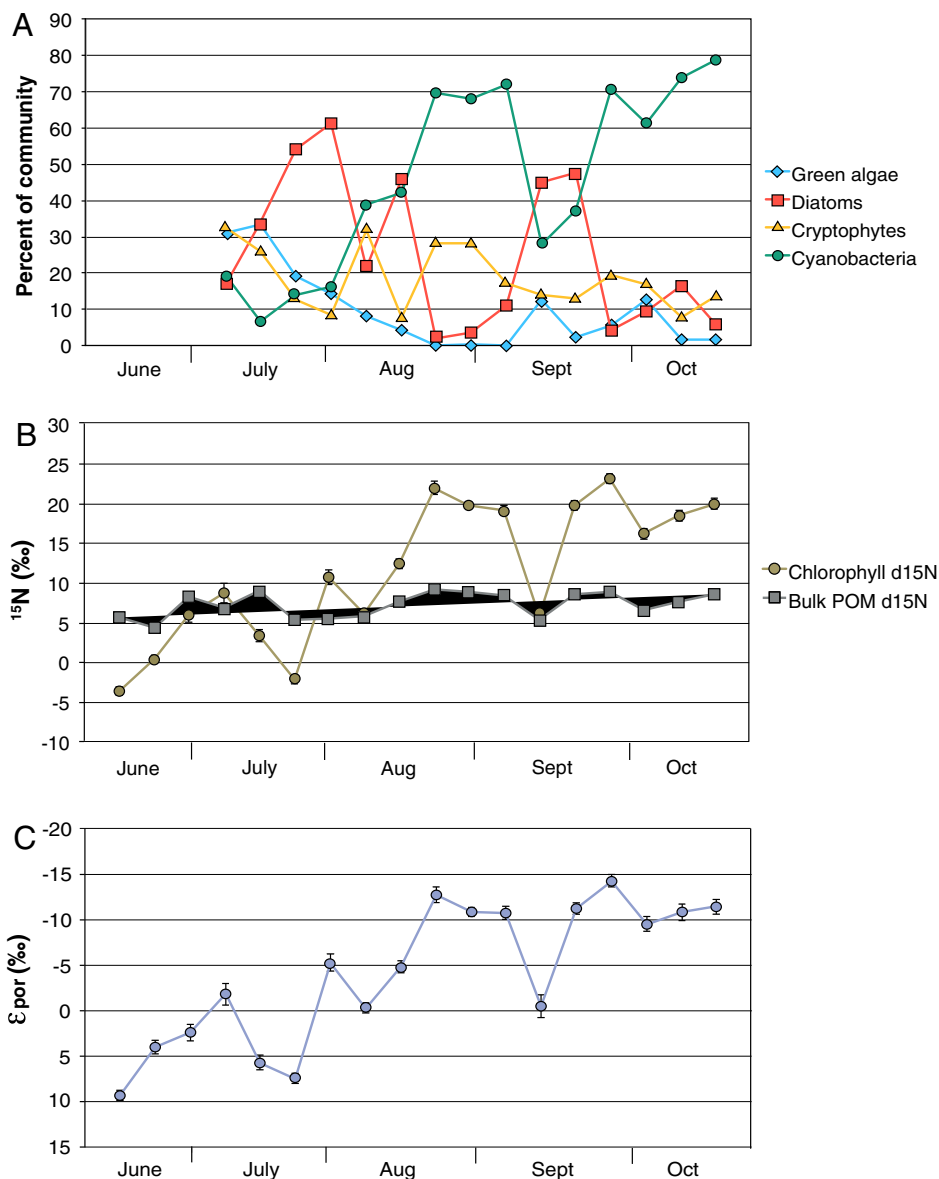 A
90
80
70
60
50
40
30
20
10
0
Percent of community
June July Aug Sept Oct
Green algae
Diatoms
Cryptophytes
Cyanobacteria
B
30
25
20
15
10
5
0
-5
-10
¹⁵N (‰)
June July Aug Sept Oct
Chlorophyll d15N
Bulk POM d15N
C
-20
-15
-10
-5
0
5
10
15
εpor (‰)
June July Aug Sept Oct